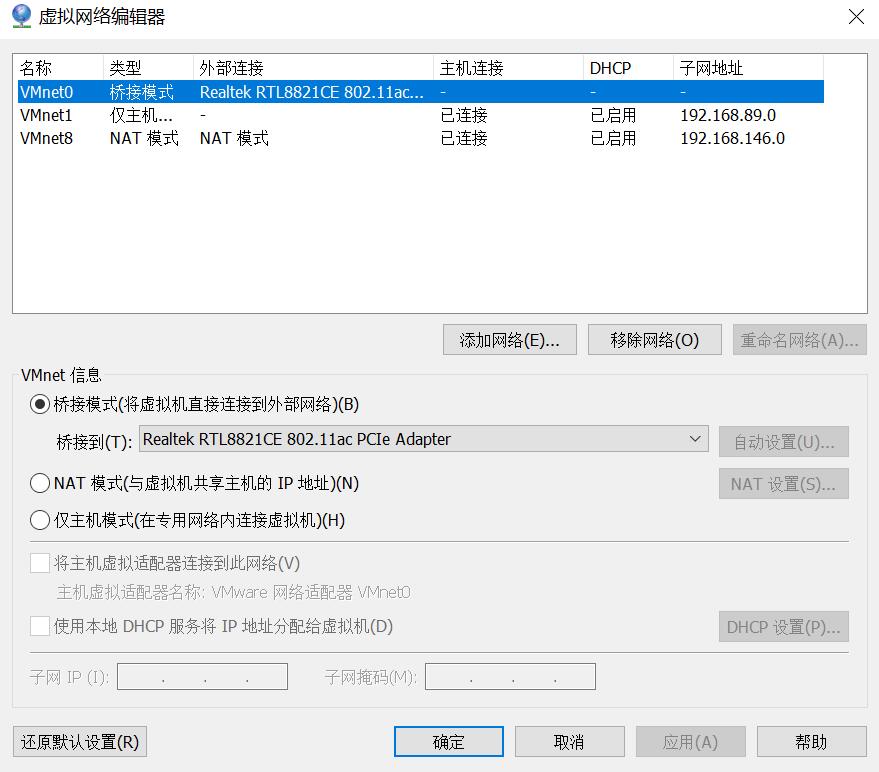 虚拟网络编辑器
名称 类型 外部连接 主机连接 DHCP 子网地址
VMnet0 桥接模式 Realtek RTL8821CE 802.11ac... - - -
VMnet1 仅主机... - 已连接 已启用 192.168.89.0
VMnet8 NAT 模式 NAT 模式 已连接 已启用 192.168.146.0
添加网络(E)... 移除网络(O) 重命名网络(A)...
VMnet 信息
桥接模式(将虚拟机直接连接到外部网络)(B)
桥接到(T): Realtek RTL8821CE 802.11ac PCIe Adapter 自动设置(U)...
NAT 模式(与虚拟机共享主机的 IP 地址)(N) NAT 设置(S)...
仅主机模式(在专用网络内连接虚拟机)(H)
将主机虚拟适配器连接到此网络(V)
主机虚拟适配器名称: VMware 网络适配器 VMnet0
使用本地 DHCP 服务将 IP 地址分配给虚拟机(D) DHCP 设置(P)...
子网 IP (I): . . . 子网掩码(M): . . .
还原默认设置(R) 确定 取消 应用(A) 帮助